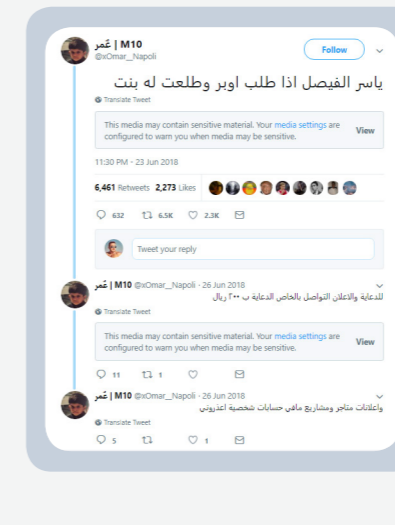 عُمر | M10
@xOmar__Napoli
Follow
ياسر الفيصل اذا طلب اوبر وطلعت له بنت
Translate Tweet
This media may contain sensitive material. Your media settings are
configured to warn you when media may be sensitive.
View
11:30 PM - 23 Jun 2018
6,461 Retweets 2,273 Likes
632 6.5K 2.3K
Tweet your reply
عُمر | M10 @xOmar__Napoli · 26 Jun 2018
للدعاية والاعلان التواصل بالخاص الدعاية ب ٢٠٠ ريال
Translate Tweet
This media may contain sensitive material. Your media settings are
configured to warn you when media may be sensitive.
View
11 1
عُمر | M10 @xOmar__Napoli · 26 Jun 2018
واعلانات متاجر ومشاريع مافي حسابات شخصية اعذروني
Translate Tweet
5 1